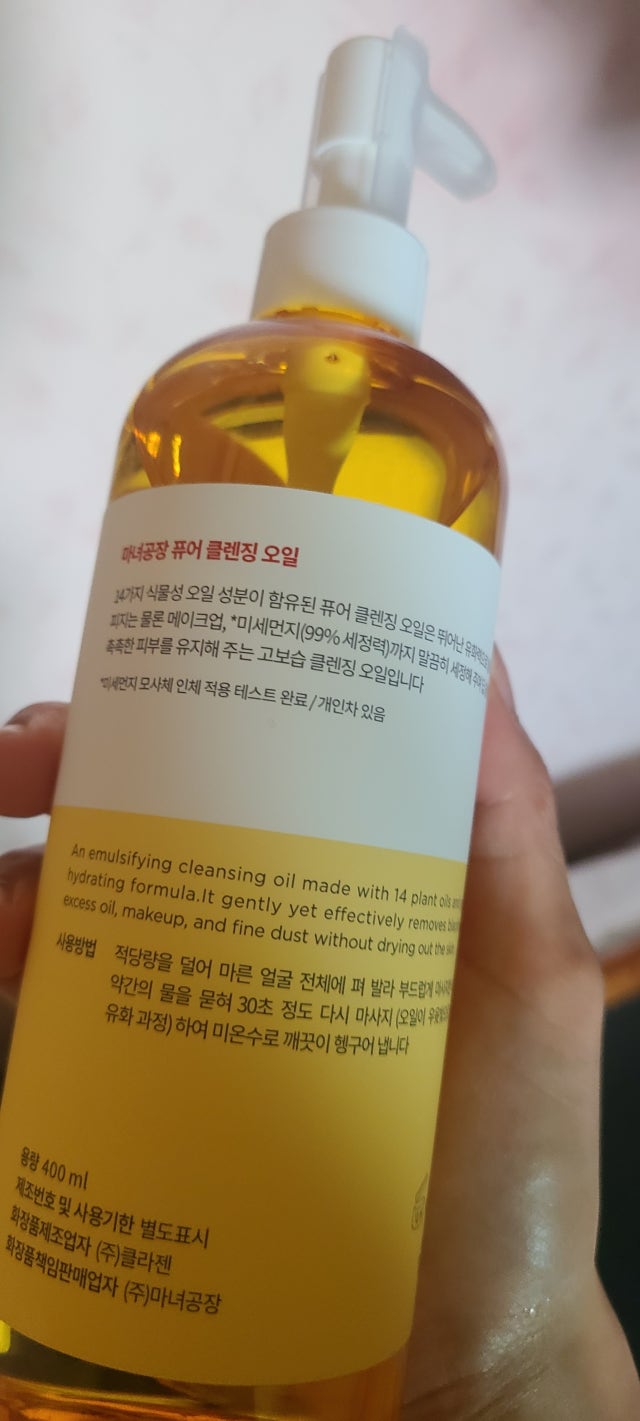 마녀공장 퓨어 클렌징 오일
14가지 식물성 오일 성분이 함유된 퓨어 클렌징 오일은 뛰어난
피지는 물론 메이크업, *미세먼지(99% 세정력)까지 말끔히 세정해
촉촉한 피부를 유지해 주는 고보습 클렌징 오일입니다
*미세먼지 모사체 인체 적용 테스트 완료 / 개인차 있음
An emulsifying cleansing oil made with 14 plant oils and
hydrating formula.It gently yet effectively removes
excess oil, makeup, and fine dust without drying out the skin
사용방법 적당량을 덜어 마른 얼굴 전체에 펴 발라 부드럽게
약간의 물을 묻혀 30초 정도 다시 마사지 (오일이
유화 과정) 하여 미온수로 깨끗이 헹구어 냅니다
용량 400 ml
제조번호 및 사용기한 별도표시
화장품제조업자 (주)클라젠
화장품책임판매업자 (주)마녀공장